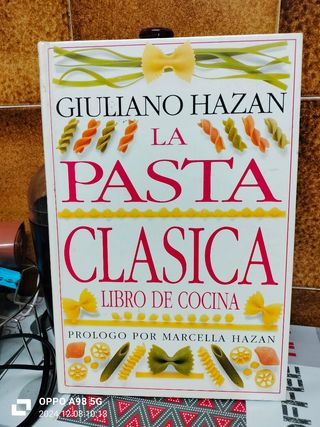 GIULIANO HAZAN
LA
PASTA
CLASICA
LIBRO DE COCINA
PROLOGO POR MARCELLA HAZAN
FREE
OPPO A98 5G
2024.12.08 10:18